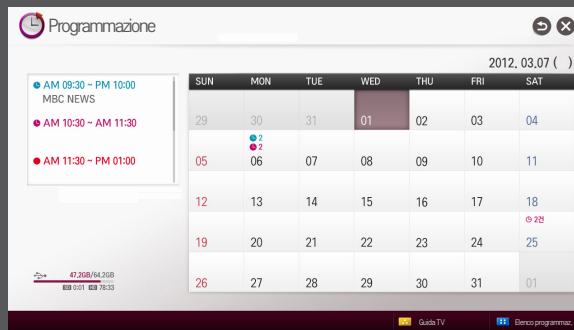 Programmazione
2012. 03.07 ( )
AM 09:30 ~ PM 10:00
MBC NEWS
AM 10:30 ~ AM 11:30
AM 11:30 ~ PM 01:00
SUN MON TUE WED THU FRI SAT
29 30 31 01 02 03 04
2
2
05 06 07 08 09 10 11
12 13 14 15 16 17 18
2건
19 20 21 22 23 24 25
26 27 28 29 30 31 01
47,2GB/64,2GB
0:01 78:33
Guida TV
Elenco programmaz.